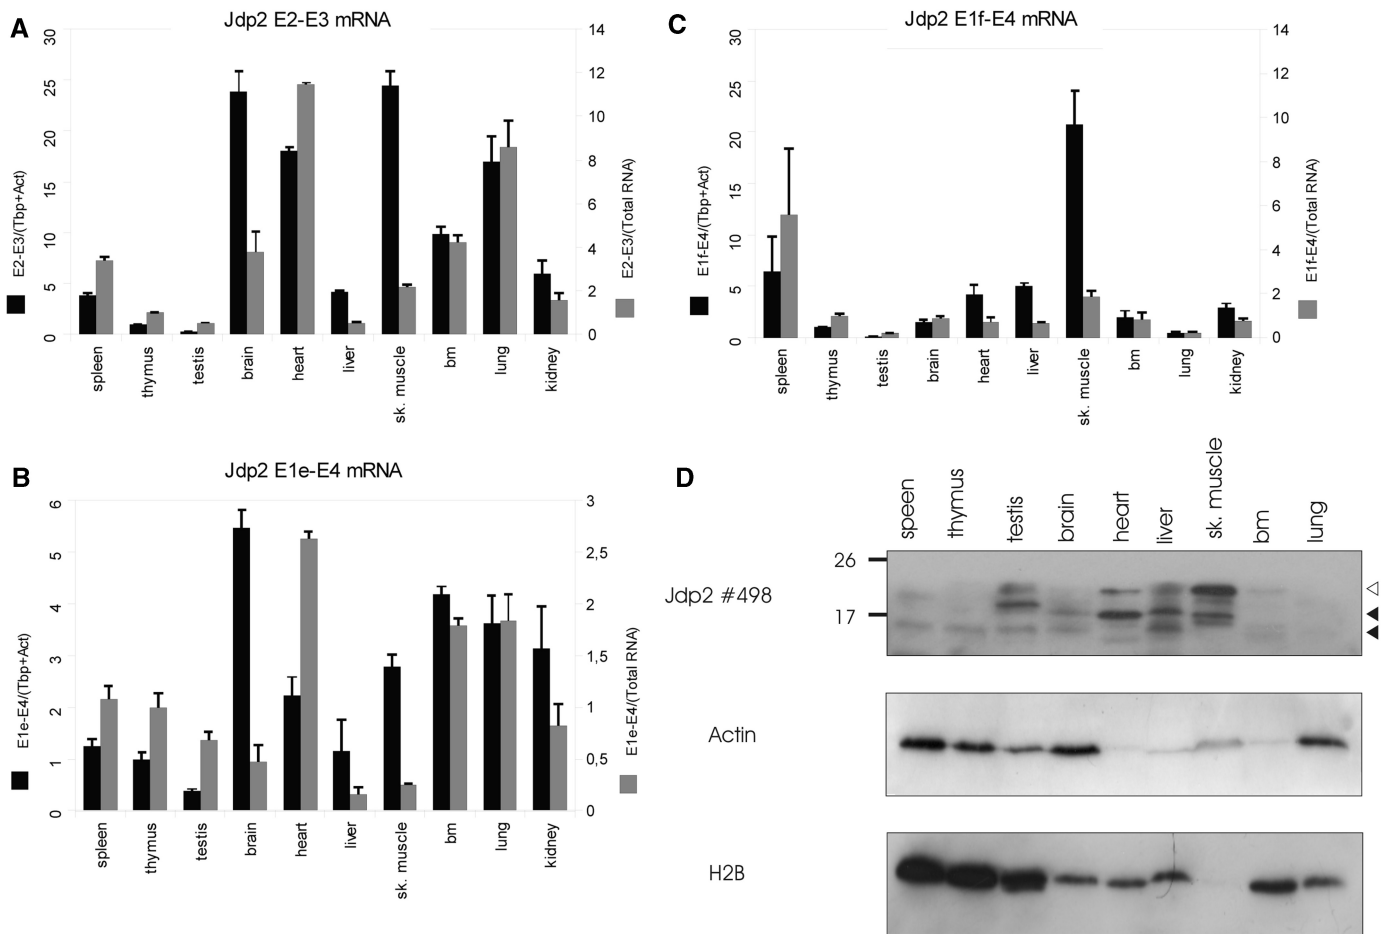 A
Jdp2 E2-E3 mRNA
30
25
20
15
10
5
0
14
12
10
8
6
4
2
0
E2-E3/(Tbp+Act)
E2-E3/(Total RNA)
spleen
thymus
testis
brain
heart
liver
sk. muscle
bm
lung
kidney
C
Jdp2 E1f-E4 mRNA
30
25
20
15
10
5
0
14
12
10
8
6
4
2
0
E1f-E4/(Tbp+Act)
E1f-E4/(Total RNA)
spleen
thymus
testis
brain
heart
liver
sk. muscle
bm
lung
kidney
B
Jdp2 E1e-E4 mRNA
6
5
4
3
2
1
0
3
2,5
2
1,5
1
0,5
0
E1e-E4/(Tbp+Act)
E1e-E4/(Total RNA)
spleen
thymus
testis
brain
heart
liver
sk. muscle
bm
lung
kidney
D
speen
thymus
testis
brain
heart
liver
sk. muscle
bm
lung
26
Jdp2 #498
17
Actin
H2B